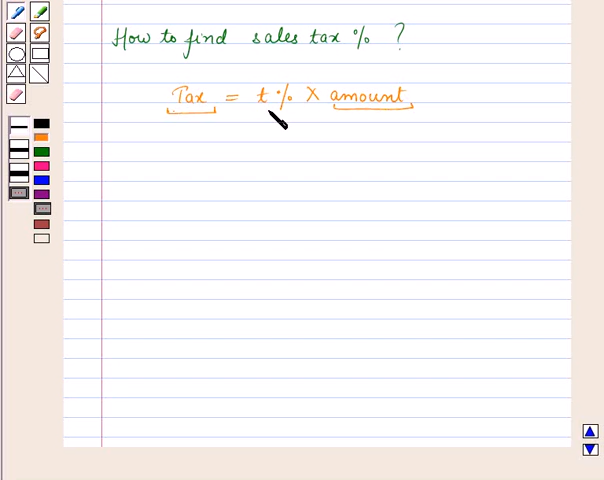 How to find sales tax % ?
Tax = t % × amount